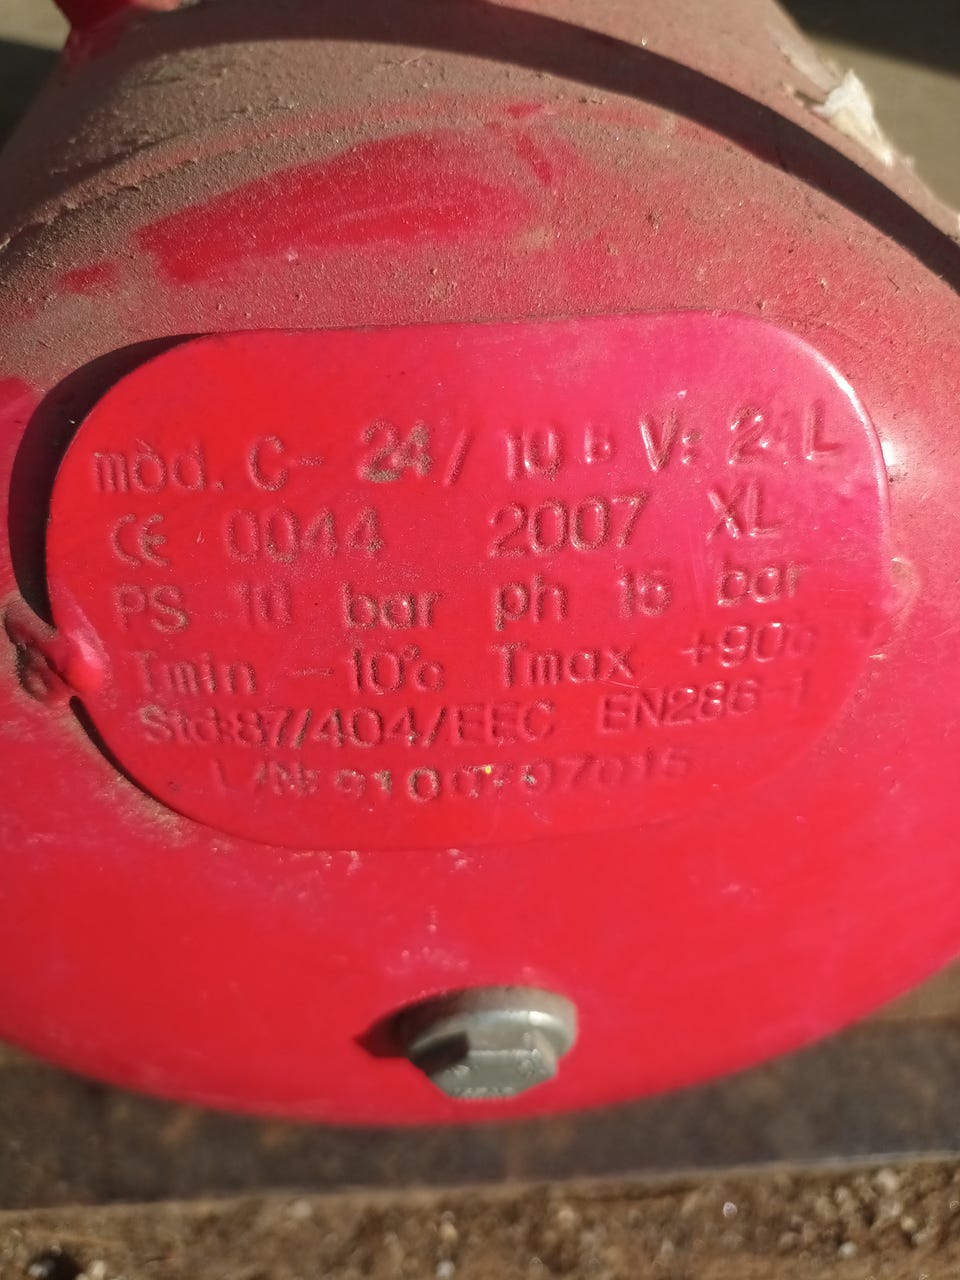 mòd. C- 24/ 10 b V: 24 L
CE 0044 2007 XL
PS 10 bar ph 15 bar
Tmin -10°c Tmax +90°c
Std:87/404/EEC EN286-1